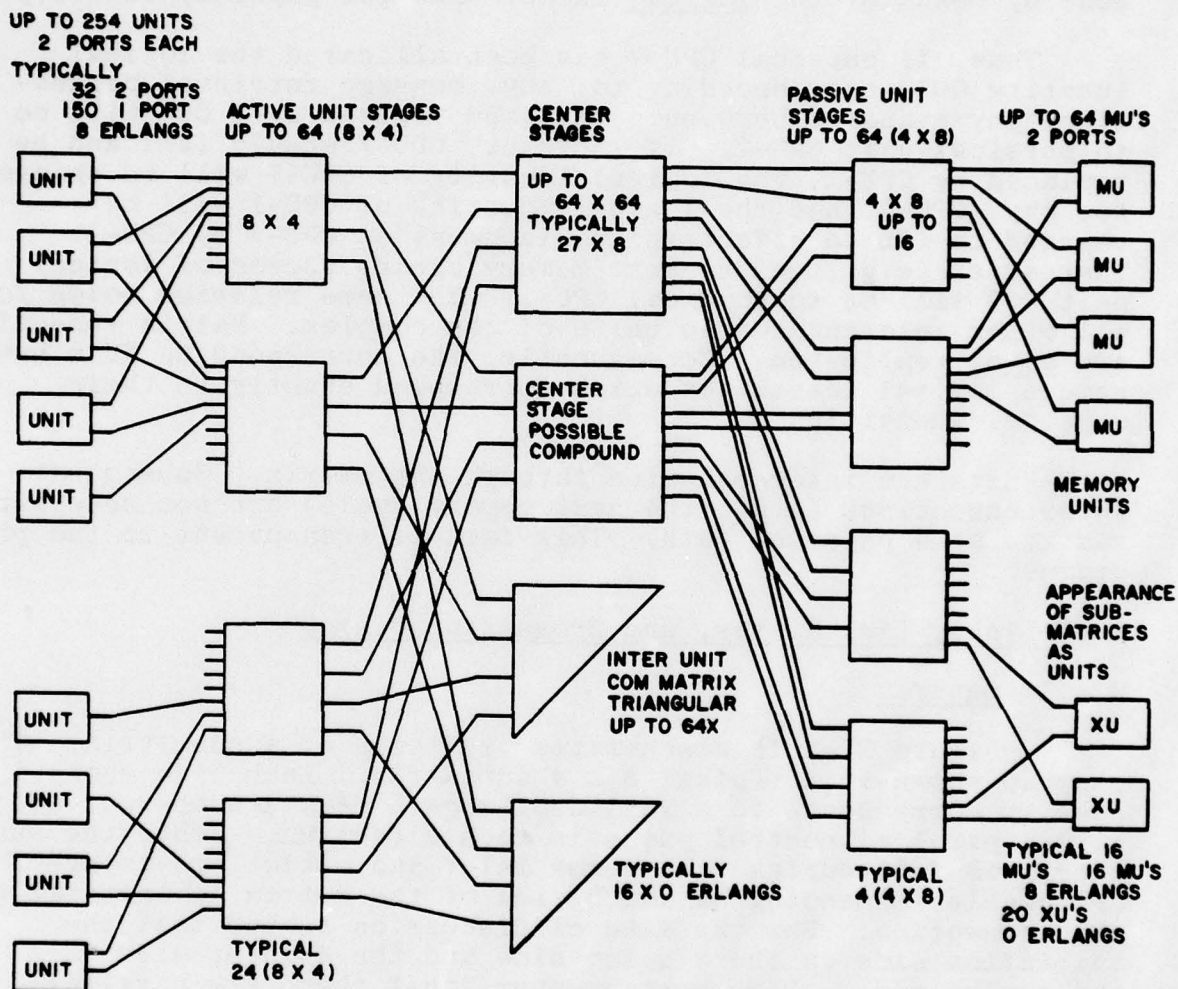 UP TO 254 UNITS
2 PORTS EACH
TYPICALLY
32 2 PORTS
150 1 PORT
8 ERLANGS
ACTIVE UNIT STAGES
UP TO 64 (8 X 4)
CENTER
STAGES
PASSIVE UNIT
STAGES
UP TO 64 (4 X 8)
UP TO 64 MU'S
2 PORTS
UNIT
UNIT
UNIT
UNIT
UNIT
8 X 4
UP TO
64 X 64
TYPICALLY
27 X 8
4 X 8
UP TO
16
MU
MU
MU
MU
CENTER
STAGE
POSSIBLE
COMPOUND
MEMORY
UNITS
APPEARANCE
OF SUB-
MATRICES
AS
UNITS
INTER UNIT
COM MATRIX
TRIANGULAR
UP TO 64X
UNIT
UNIT
UNIT
UNIT
XU
XU
TYPICALLY
16 X 0 ERLANGS
TYPICAL
24 (8 X 4)
TYPICAL
4 (4 X 8)
TYPICAL 16
MU'S 16 MU'S
8 ERLANGS
20 XU'S
0 ERLANGS